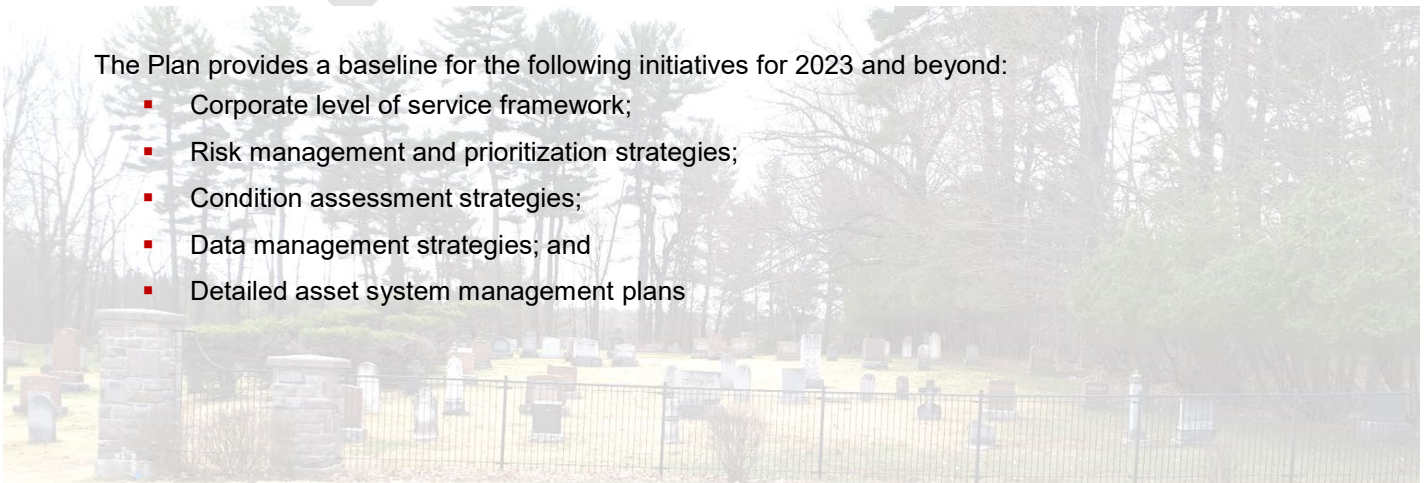 The Plan provides a baseline for the following initiatives for 2023 and beyond:
▪ Corporate level of service framework;
▪ Risk management and prioritization strategies;
▪ Condition assessment strategies;
▪ Data management strategies; and
▪ Detailed asset system management plans